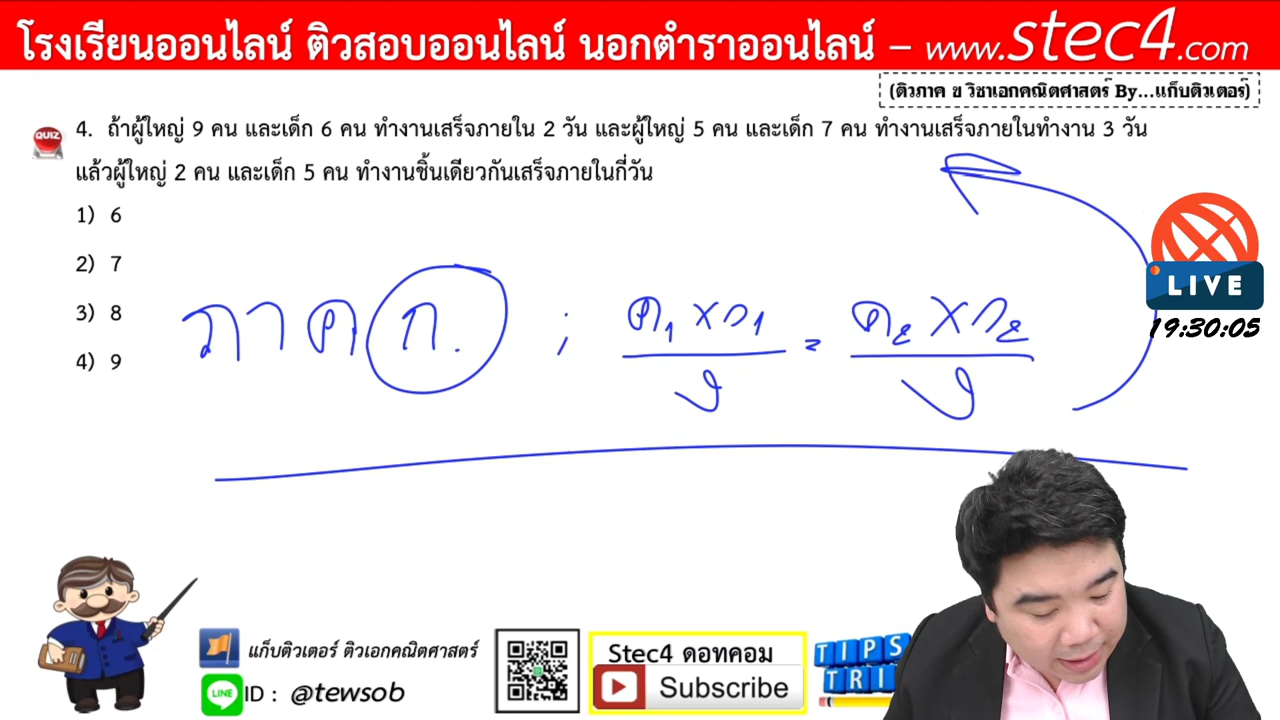 โรงเรียนออนไลน์ ติวสอบออนไลน์ นอกตำราออนไลน์ – www.stec4.com
(ติวภาค ข วิชาเอกคณิตศาสตร์ By...แก็บติวเตอร์)
QUIZ
4. ถ้าผู้ใหญ่ 9 คน และเด็ก 6 คน ทำงานเสร็จภายใน 2 วัน และผู้ใหญ่ 5 คน และเด็ก 7 คน ทำงานเสร็จภายในทำงาน 3 วัน
แล้วผู้ใหญ่ 2 คน และเด็ก 5 คน ทำงานชิ้นเดียวกันเสร็จภายในกี่วัน
1) 6
2) 7
3) 8
4) 9
LIVE
19:30:05
ภาค ก.
แก็บติวเตอร์ ติวเอกคณิตศาสตร์
LINE ID : @tewsob
Stec4 ดอทคอม
Subscribe
TIPS
TRI